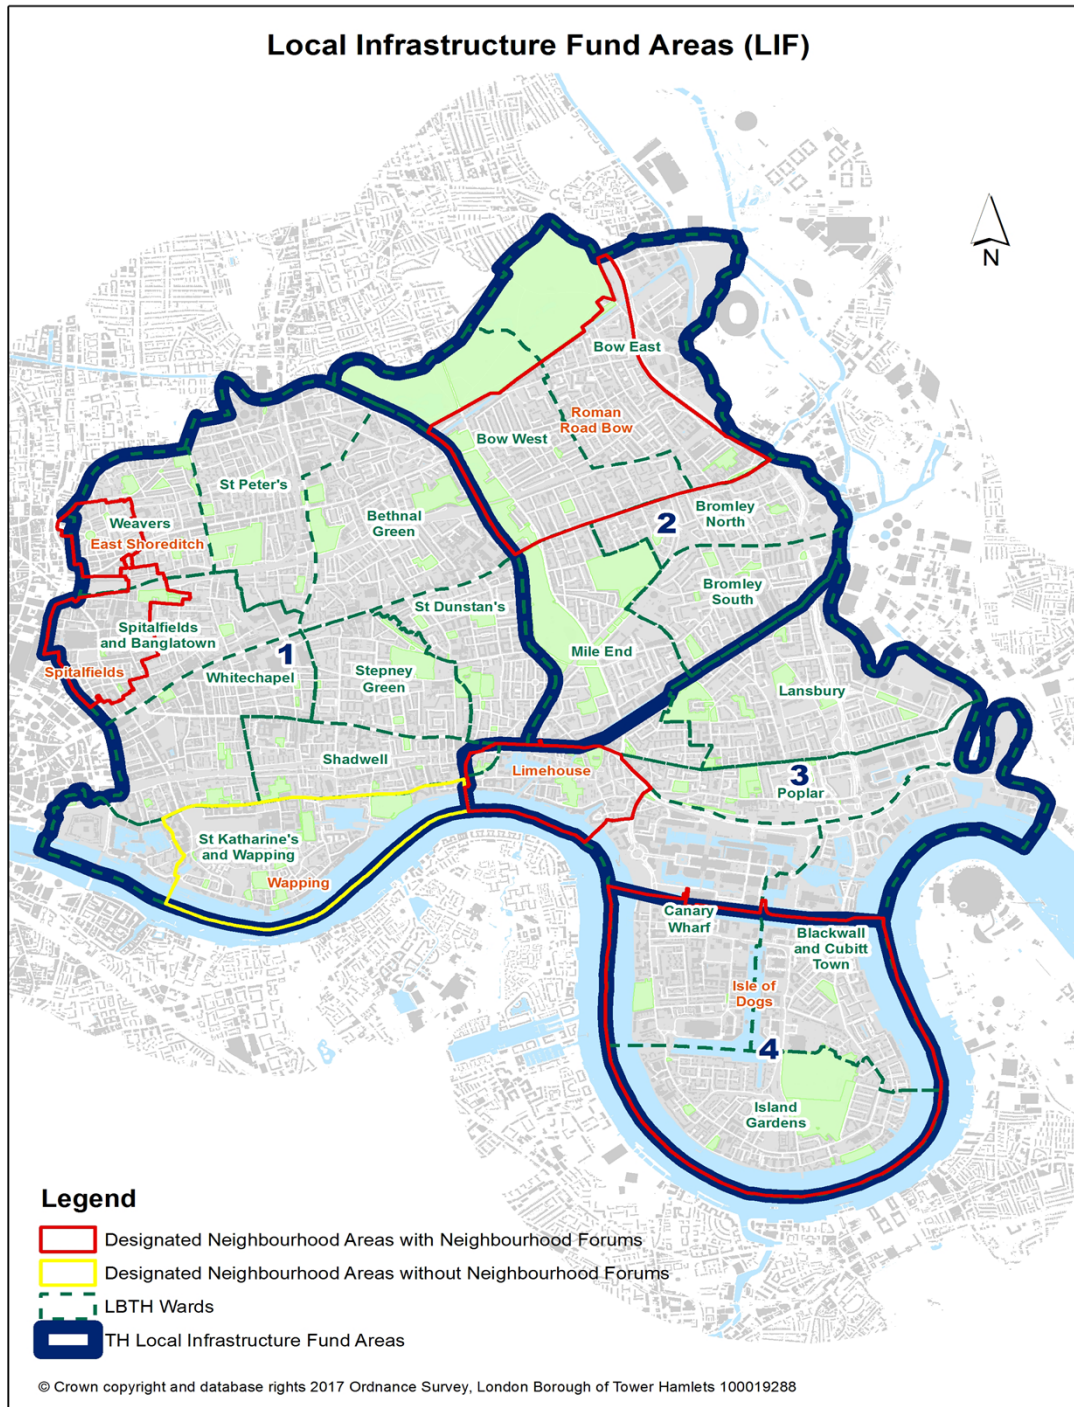 Local Infrastructure Fund Areas (LIF)
N
Bow East
Roman
Road Bow
Bow West
St Peter's
Bethnal
Green
Weavers
East Shoreditch
Bromley
North
2
Bromley
South
St Dunstan's
Spitalfields
and Banglatown
1
Mile End
Spitalfields
Whitechapel
Stepney
Green
Lansbury
Shadwell
Limehouse
3
Poplar
St Katharine's
and Wapping
Wapping
Canary
Wharf
Blackwall
and Cubitt
Town
Isle of
Dogs
4
Island
Gardens
Legend
Designated Neighbourhood Areas with Neighbourhood Forums
Designated Neighbourhood Areas without Neighbourhood Forums
LBTH Wards
TH Local Infrastructure Fund Areas
© Crown copyright and database rights 2017 Ordnance Survey, London Borough of Tower Hamlets 100019288